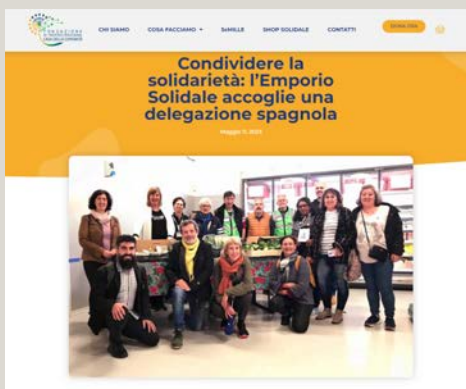 CHI SIAMO
COSA FACCIAMO
5xMILLE
SHOP SOLIDALE
CONTATTI
DONA ORA
Condividere la
solidarietà: l'Emporio
Solidale accoglie una
delegazione spagnola